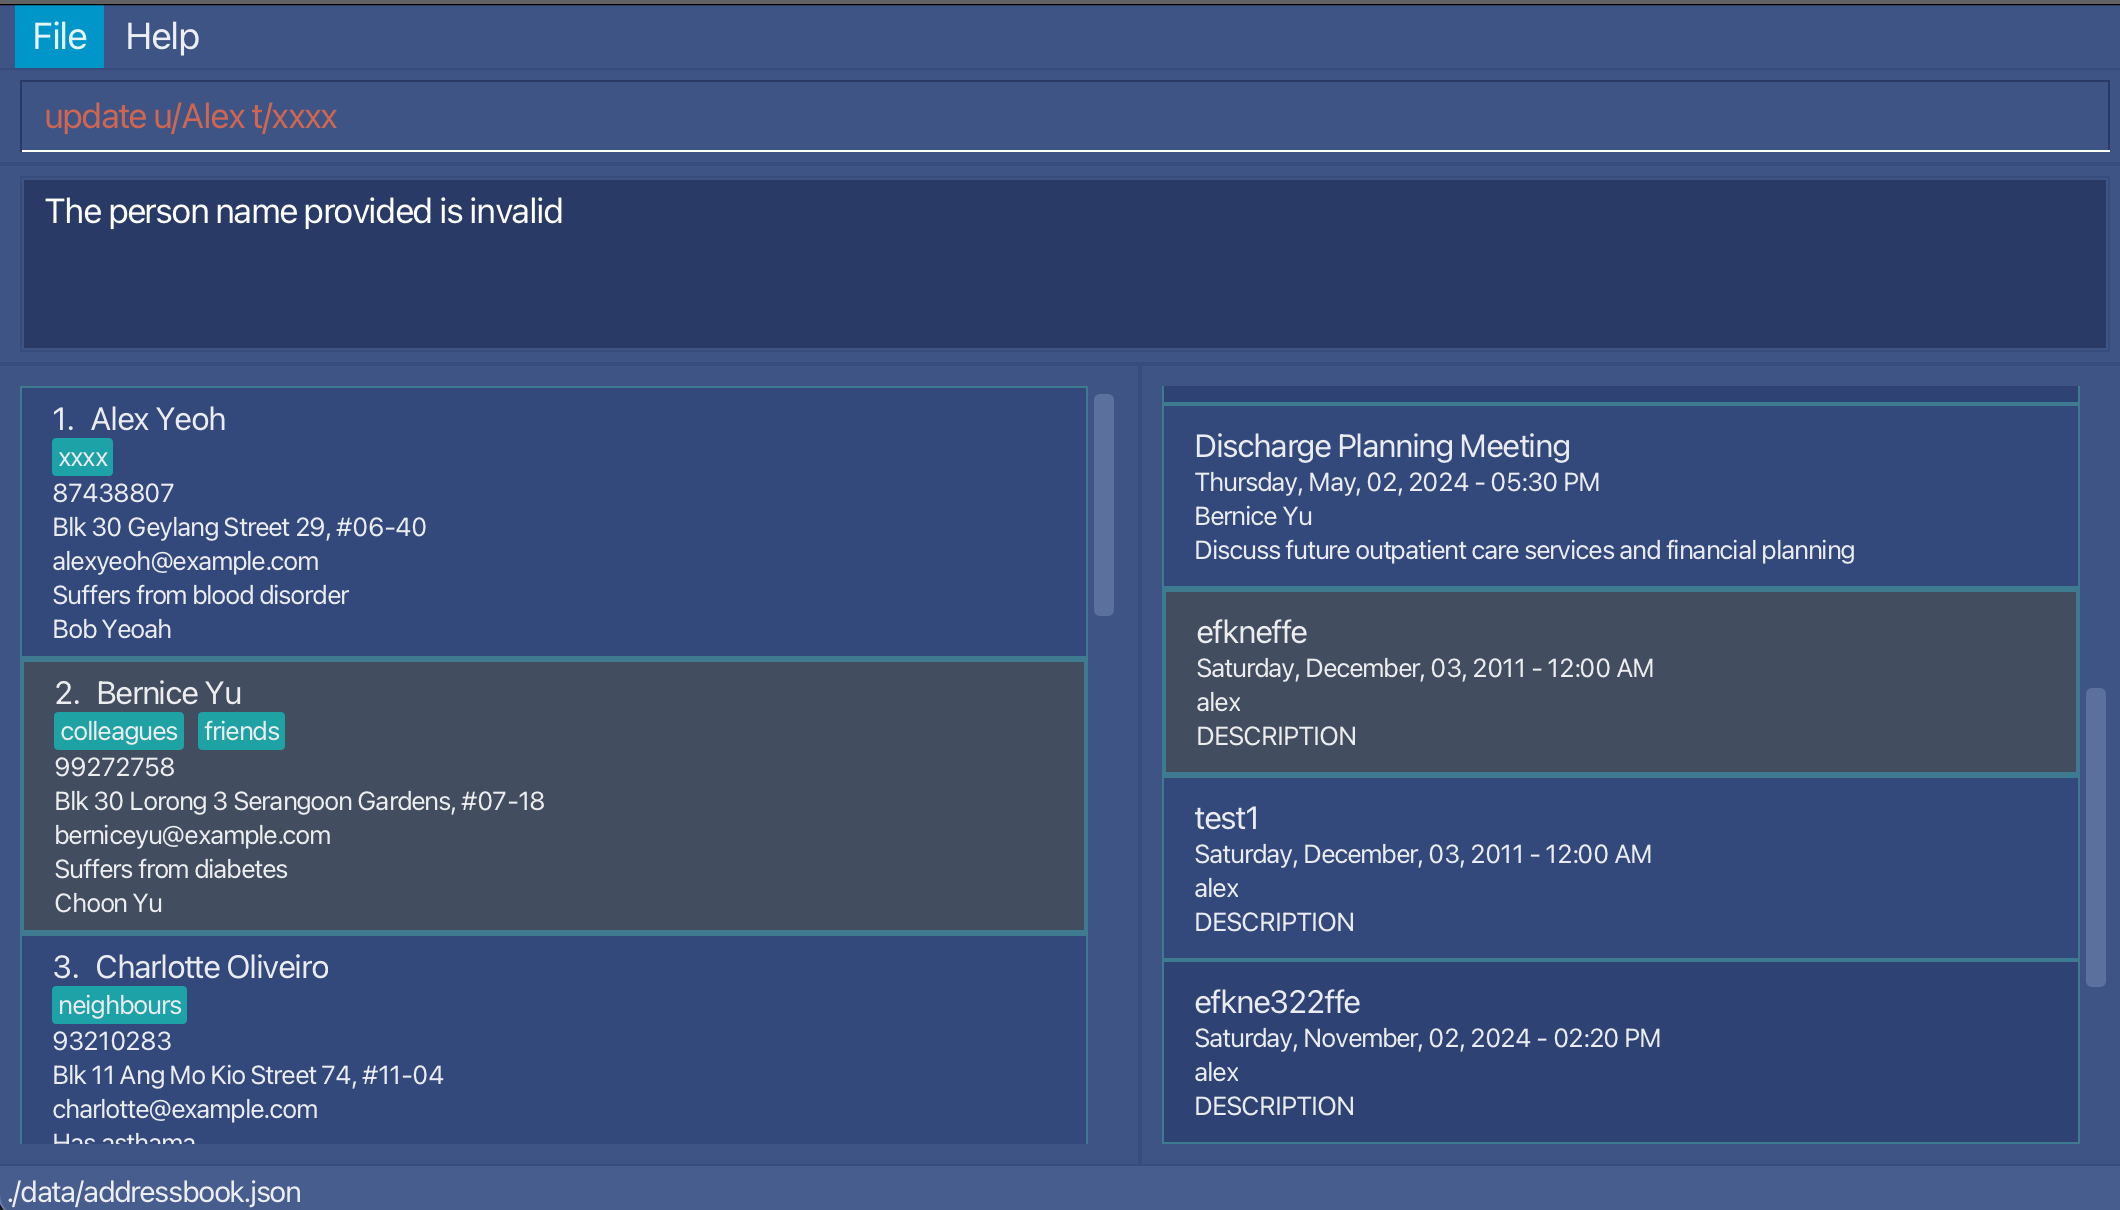 File Help
update u/Alex t/xxxx
The person name provided is invalid
1. Alex Yeoh
xxxx
87438807
Blk 30 Geylang Street 29, #06-40
alexyeoh@example.com
Suffers from blood disorder
Bob Yeoah
2. Bernice Yu
colleagues friends
99272758
Blk 30 Lorong 3 Serangoon Gardens, #07-18
berniceyu@example.com
Suffers from diabetes
Choon Yu
3. Charlotte Oliveiro
neighbours
93210283
Blk 11 Ang Mo Kio Street 74, #11-04
charlotte@example.com
Has asthama
Discharge Planning Meeting
Thursday, May, 02, 2024 - 05:30 PM
Bernice Yu
Discuss future outpatient care services and financial planning
efkneffe
Saturday, December, 03, 2011 - 12:00 AM
alex
DESCRIPTION
test1
Saturday, December, 03, 2011 - 12:00 AM
alex
DESCRIPTION
efkne322ffe
Saturday, November, 02, 2024 - 02:20 PM
alex
DESCRIPTION
./data/addressbook.json